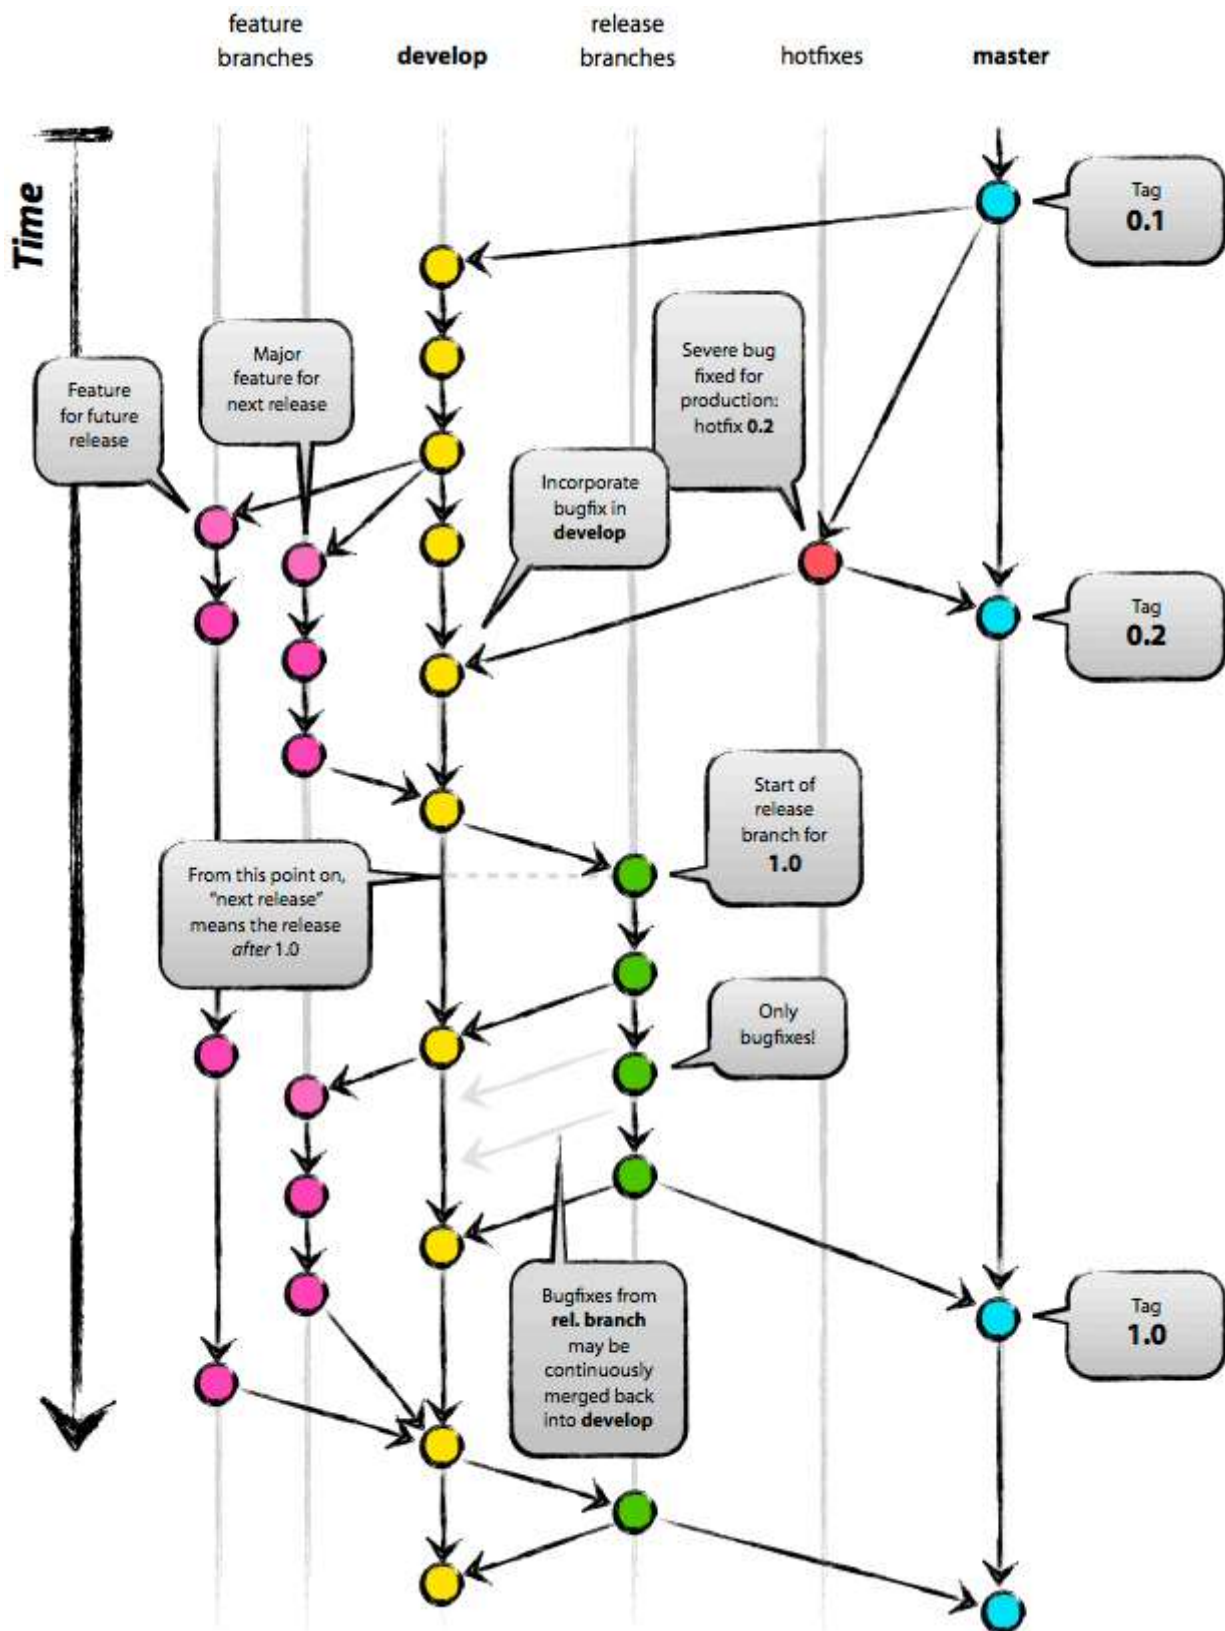 feature
branches
develop
release
branches
hotfixes
master
Time
Tag
0.1
Major
feature for
next release
Severe bug
fixed for
production:
hotfix 0.2
Feature
for future
release
Incorporate
bugfix in
develop
Tag
0.2
Start of
release
branch for
1.0
From this point on,
“next release”
means the release
after 1.0
Only
bugfixes!
Bugfixes from
rel. branch
may be
continuously
merged back
into develop
Tag
1.0